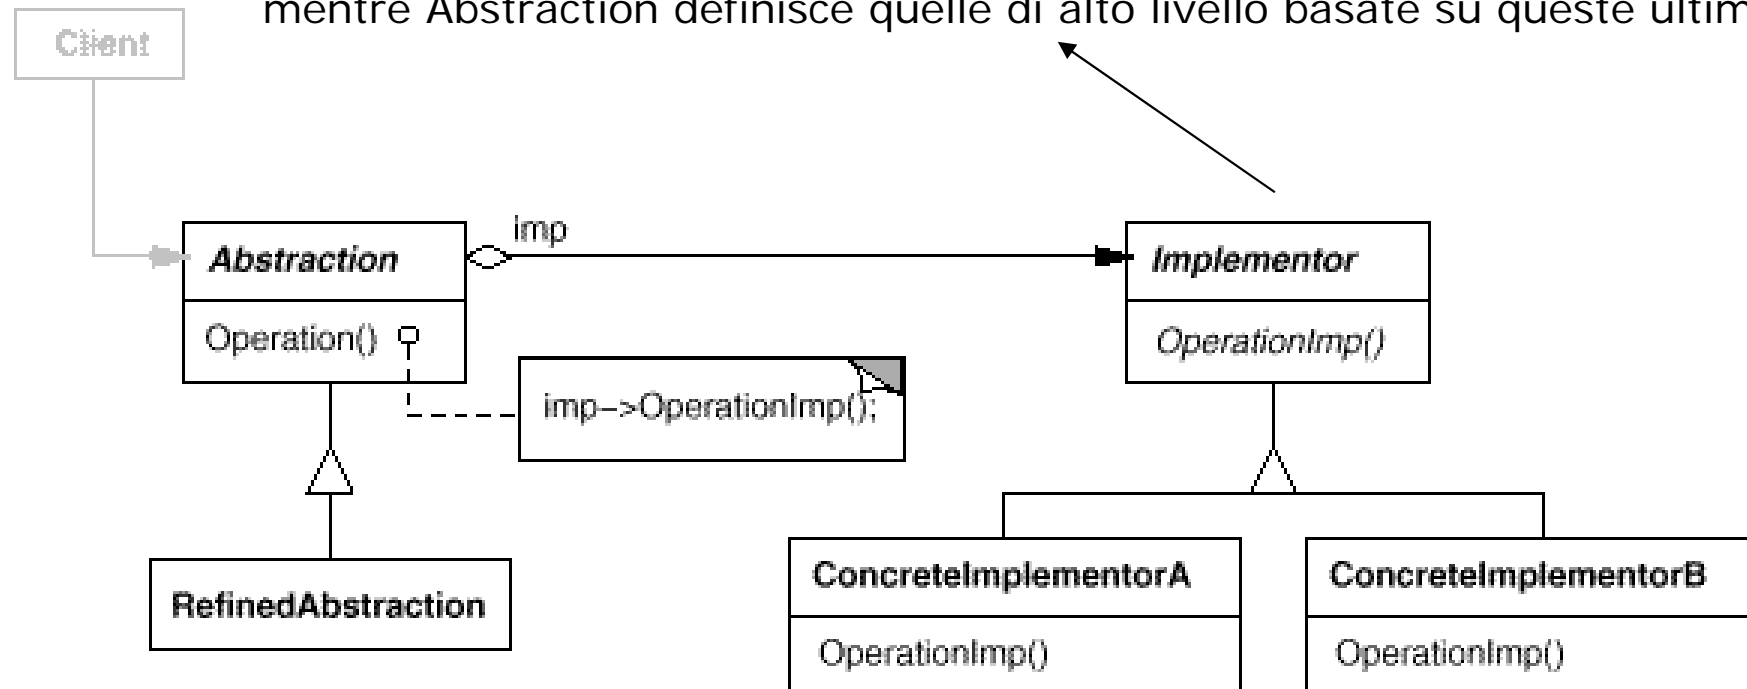 mentre Abstraction definisce quelle di alto livello basate su queste
Client
imp
Abstraction
Implementor
Operation()
OperationImp()
imp–>OperationImp();
ConcreteImplementorA
ConcreteImplementorB
RefinedAbstraction
OperationImp()
OperationImp()